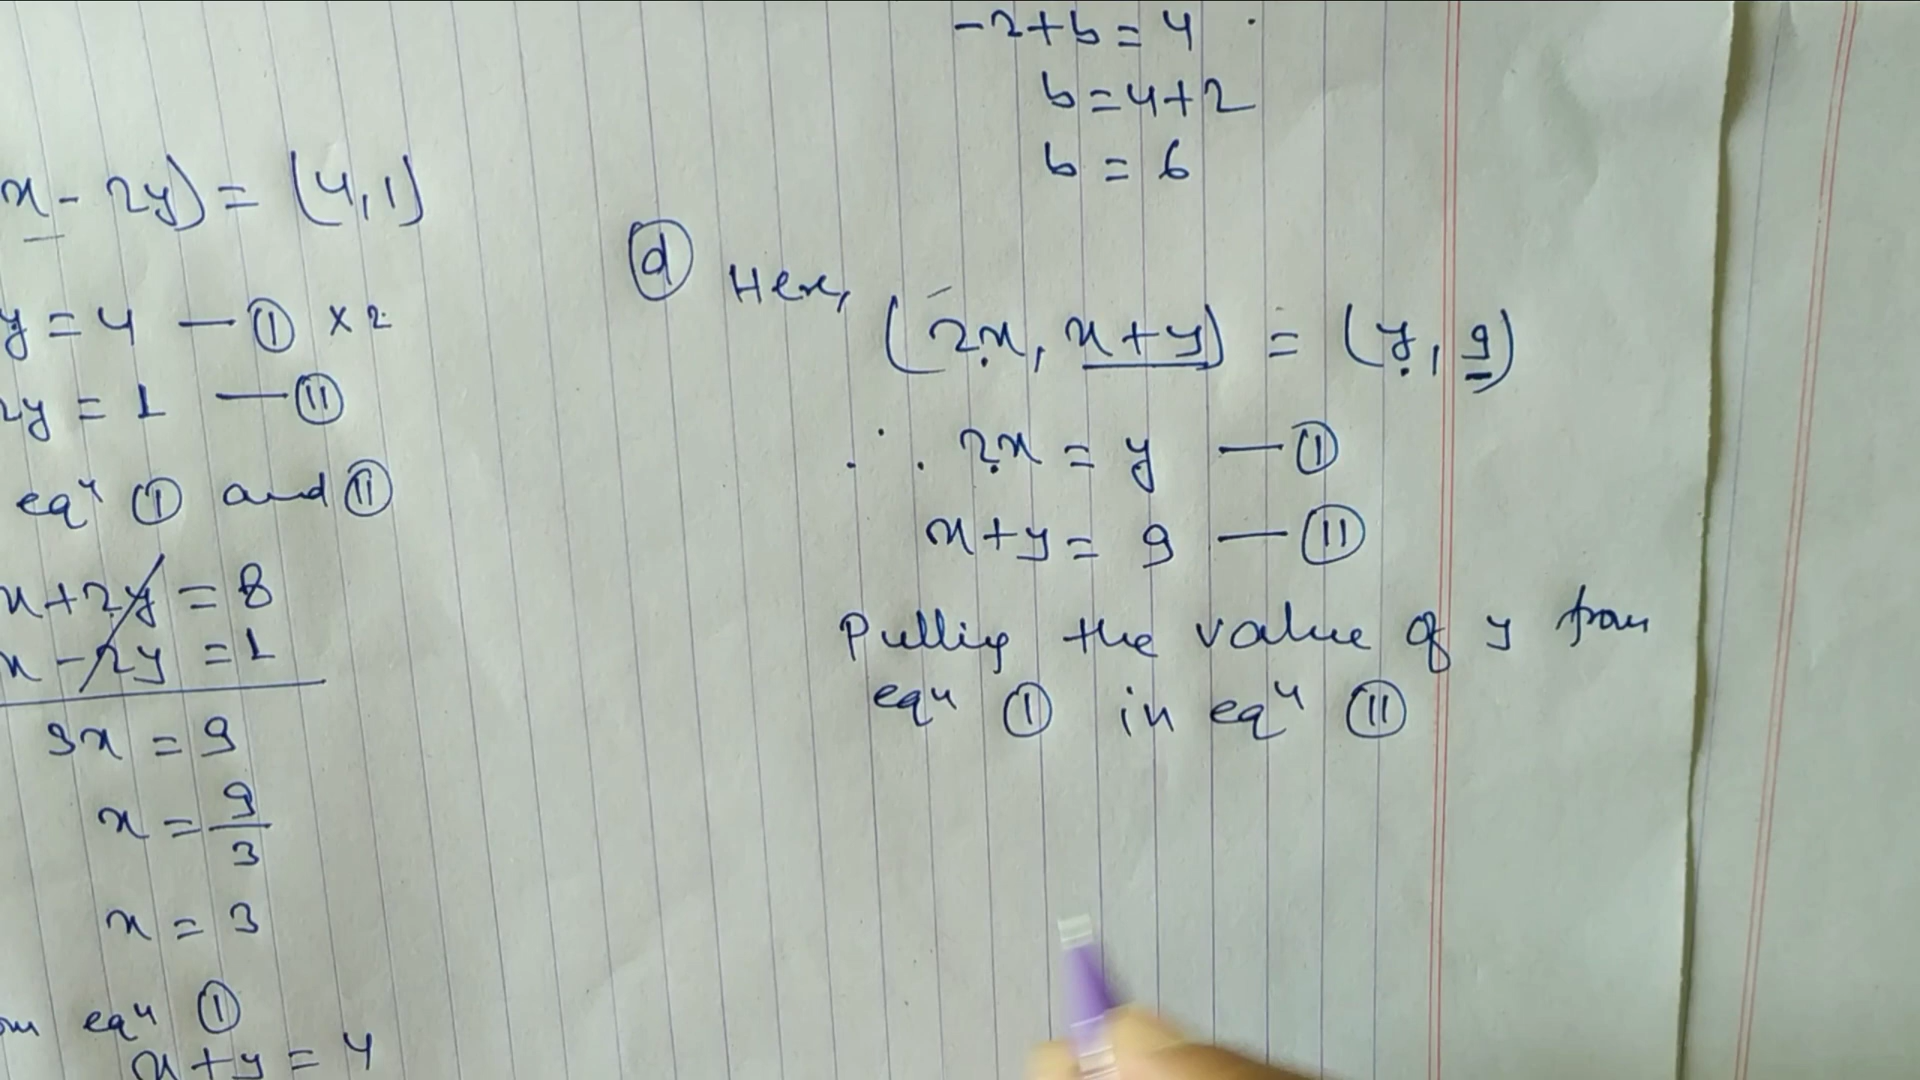 x - 2y) = (4,1)
y = 4 — I × 2
2y = 1 — II
eqn I and II
x + 2y = 8
x - 2y = 1
3x = 9
x = 9/3
x = 3
eqn I
x + y = 4
-2 + b = 4
b = 4 + 2
b = 6
d Here,
(2x, x + y) = (y, 9)
∴ 2x = y — I
x + y = 9 — II
Putting the value of y from
eqn I in eqn II